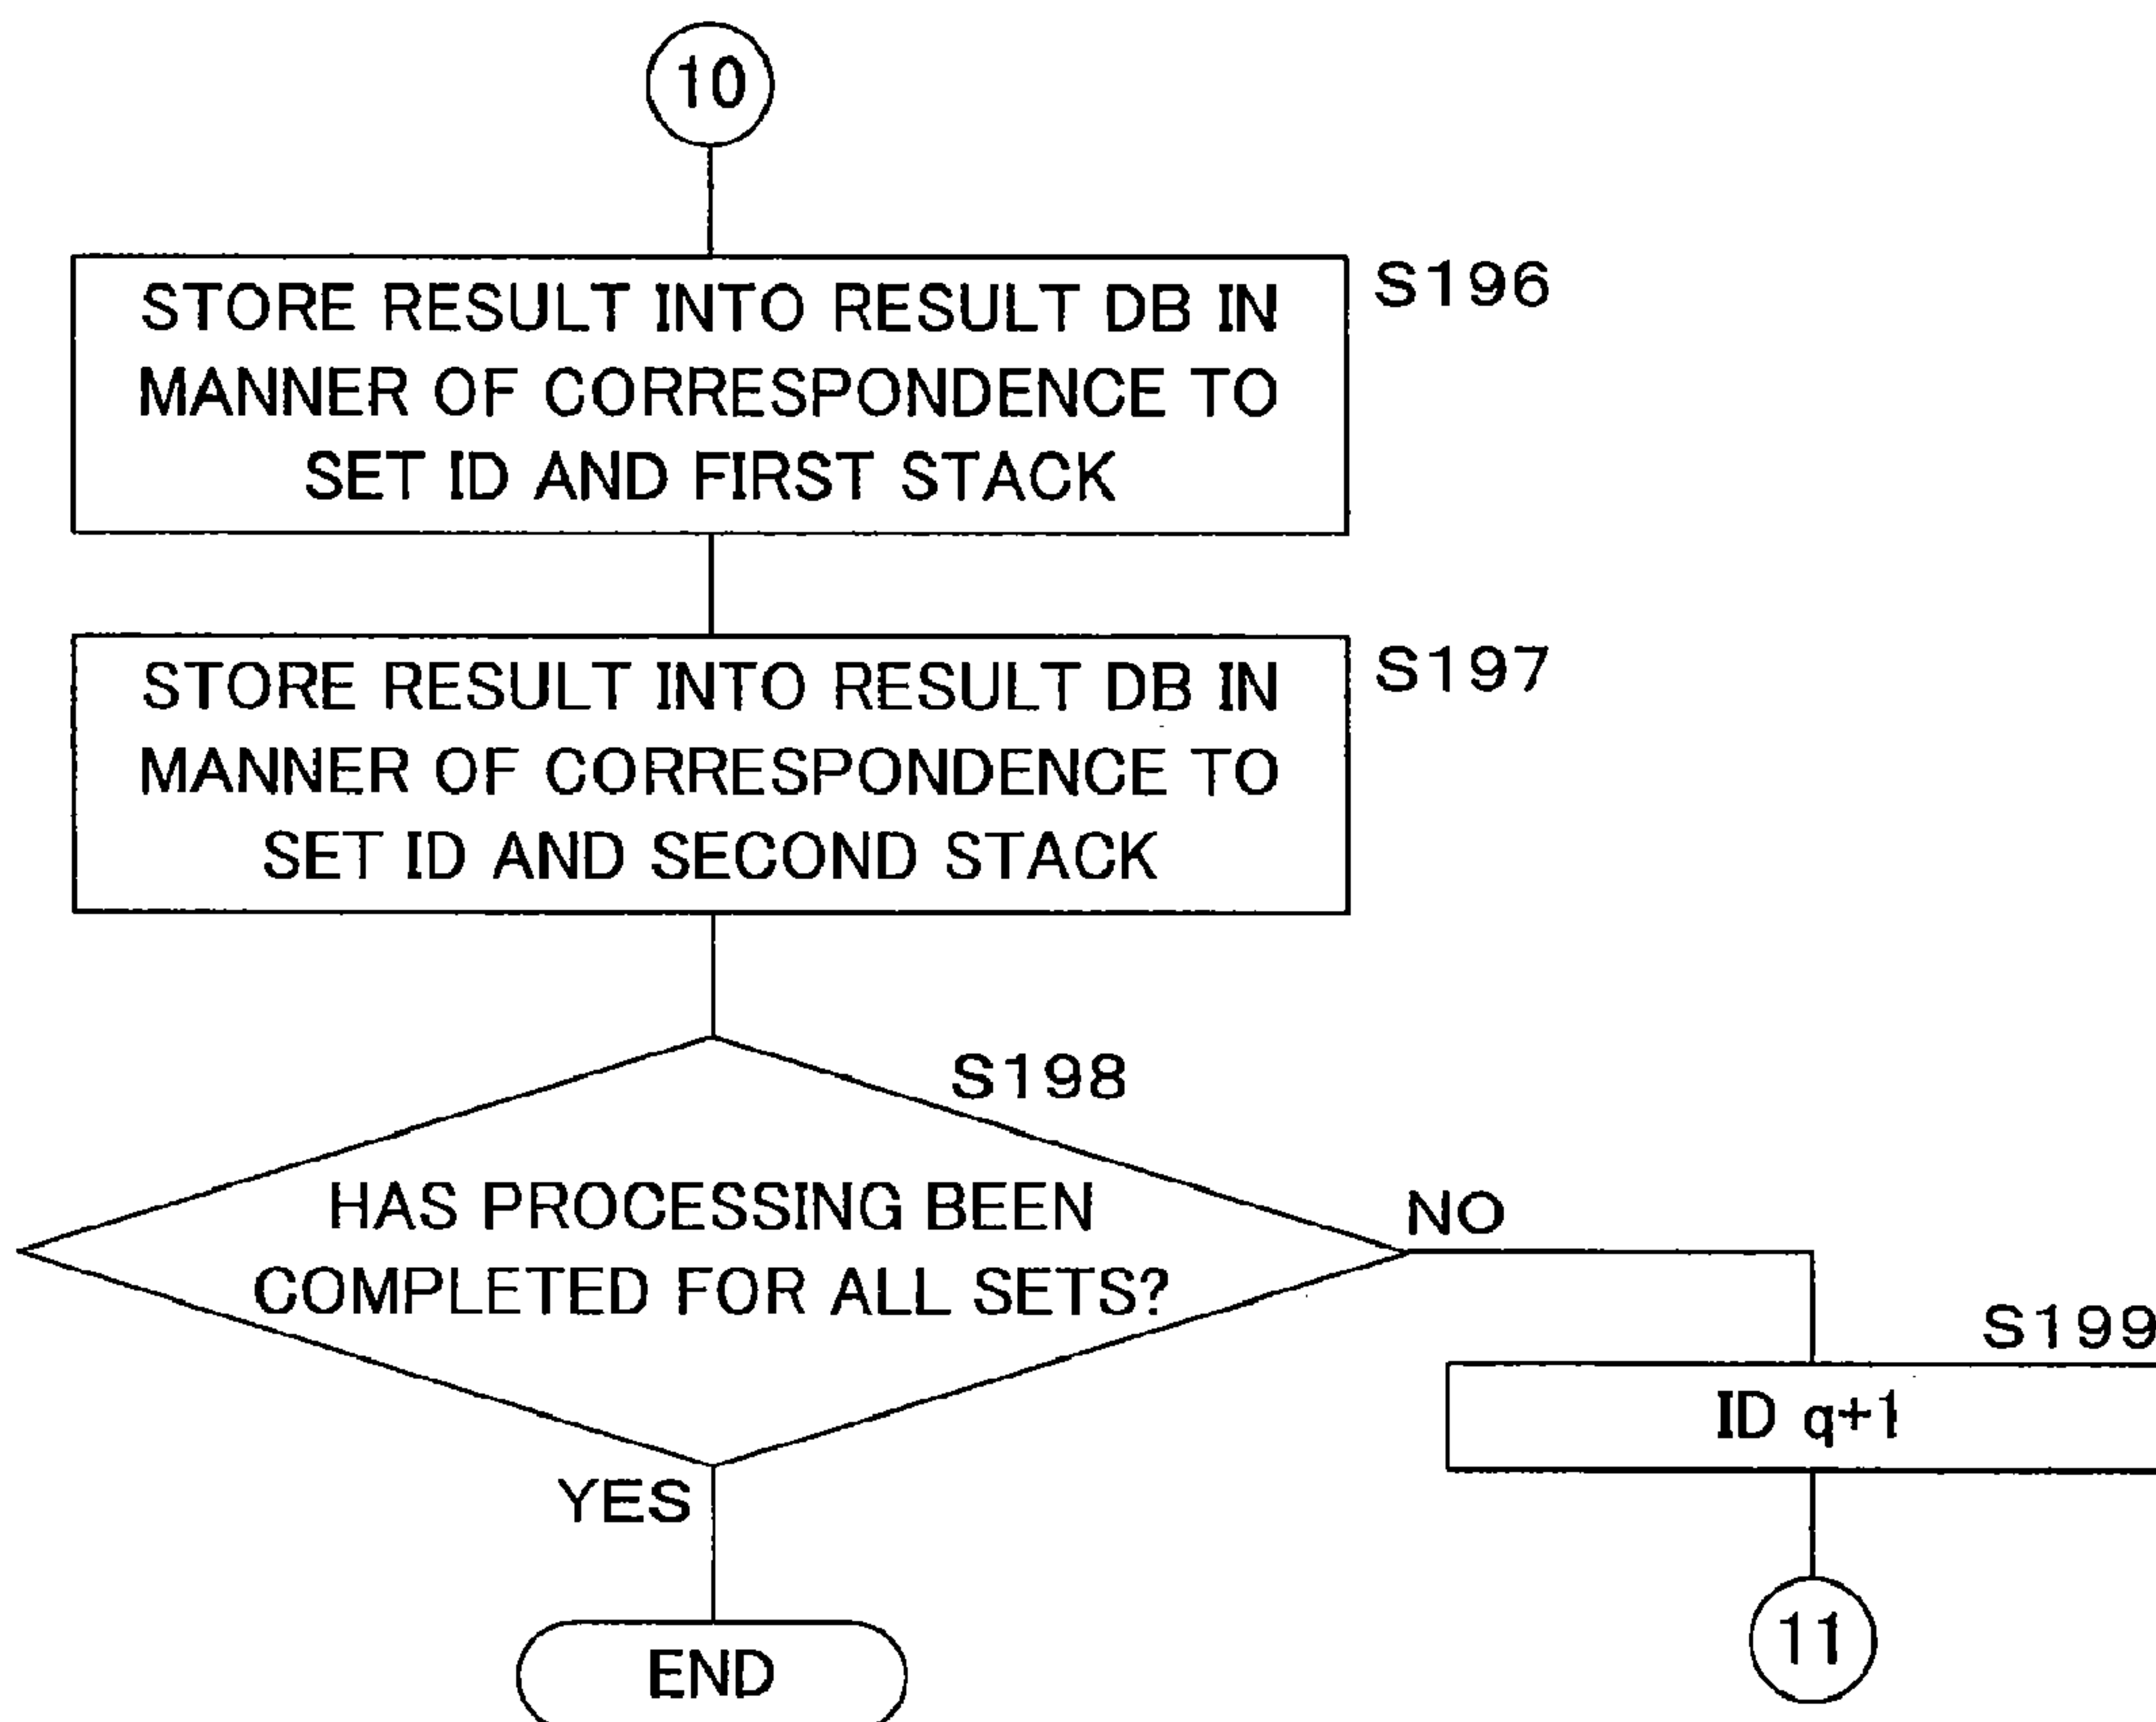 10
STORE RESULT INTO RESULT DB IN
MANNER OF CORRESPONDENCE TO
SET ID AND FIRST STACK
S196
STORE RESULT INTO RESULT DB IN
MANNER OF CORRESPONDENCE TO
SET ID AND SECOND STACK
S197
S198
HAS PROCESSING BEEN
COMPLETED FOR ALL SETS?
NO
S199
ID q+1
YES
END
11